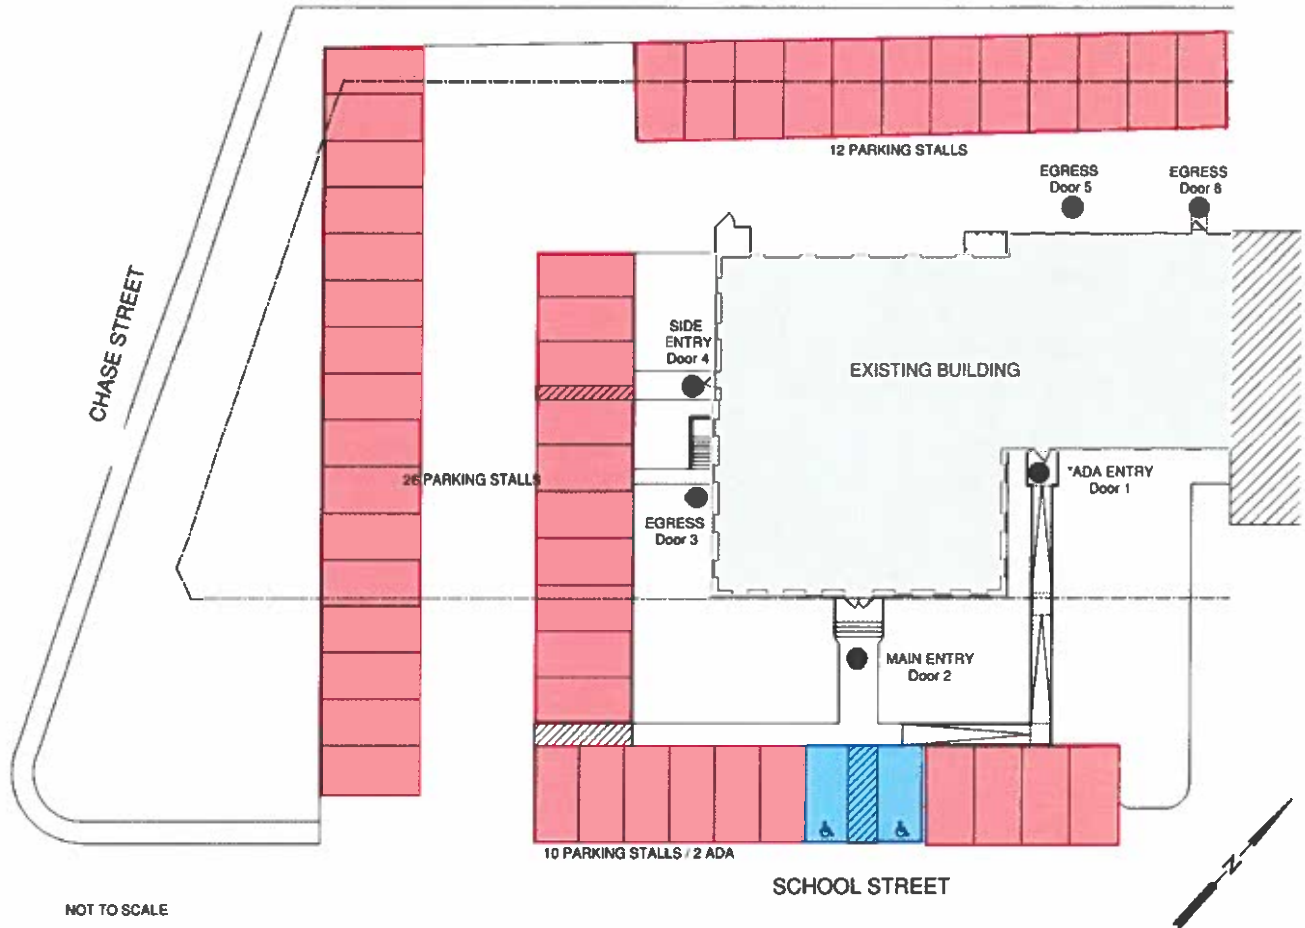 12 PARKING STALLS
EGRESS
Door 5
EGRESS
Door 6
CHASE STREET
SIDE
ENTRY
Door 4
EXISTING BUILDING
26 PARKING STALLS
*ADA ENTRY
Door 1
EGRESS
Door 3
MAIN ENTRY
Door 2
10 PARKING STALLS / 2 ADA
SCHOOL STREET
N
NOT TO SCALE